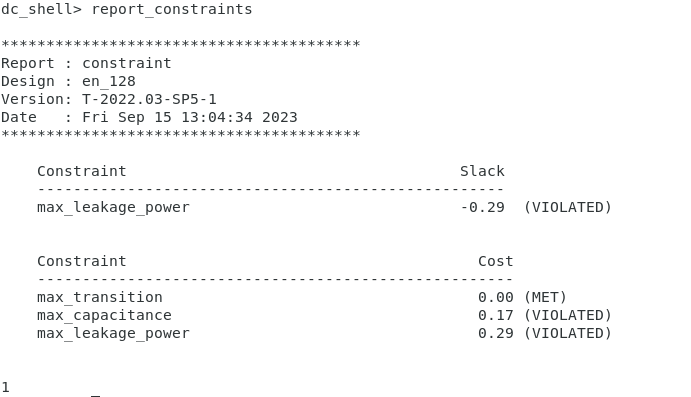 dc_shell> report_constraints
****************************************
Report : constraint
Design : en_128
Version: T-2022.03-SP5-1
Date   : Fri Sep 15 13:04:34 2023
****************************************
    Constraint                                     Slack
    ----------------------------------------------------
    max_leakage_power                              -0.29  (VIOLATED)
    Constraint                                       Cost
    -----------------------------------------------------
    max_transition                                   0.00 (MET)
    max_capacitance                                  0.17 (VIOLATED)
    max_leakage_power                                0.29 (VIOLATED)
1         _